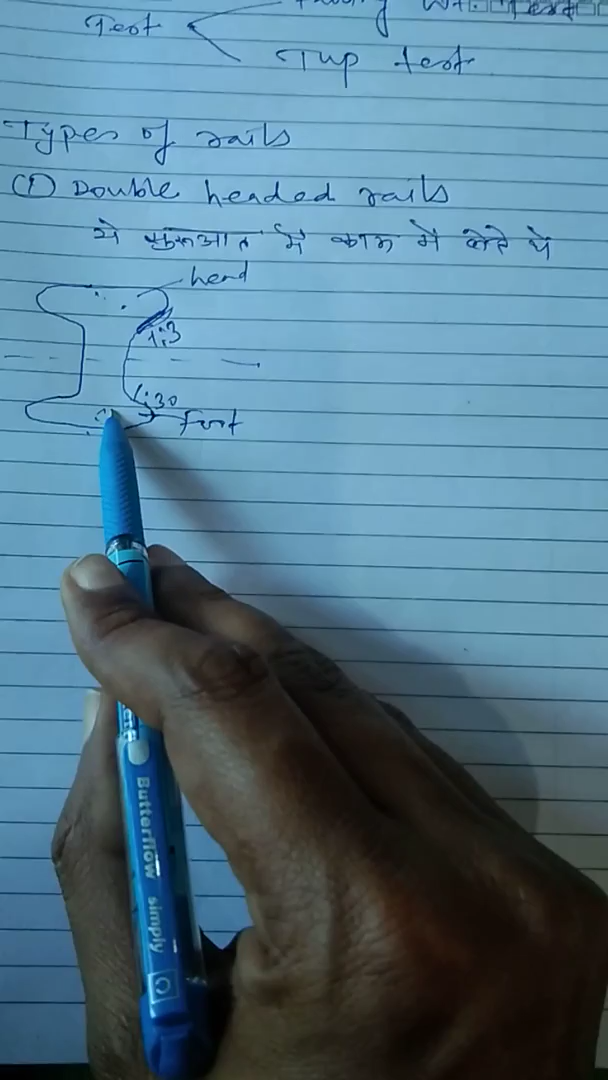 Test
Tup test
Types of rails
(1) Double headed rails
ये शुरुआत में काम में लेते थे
head
1:3
1:30
Foot
Butterflow simply